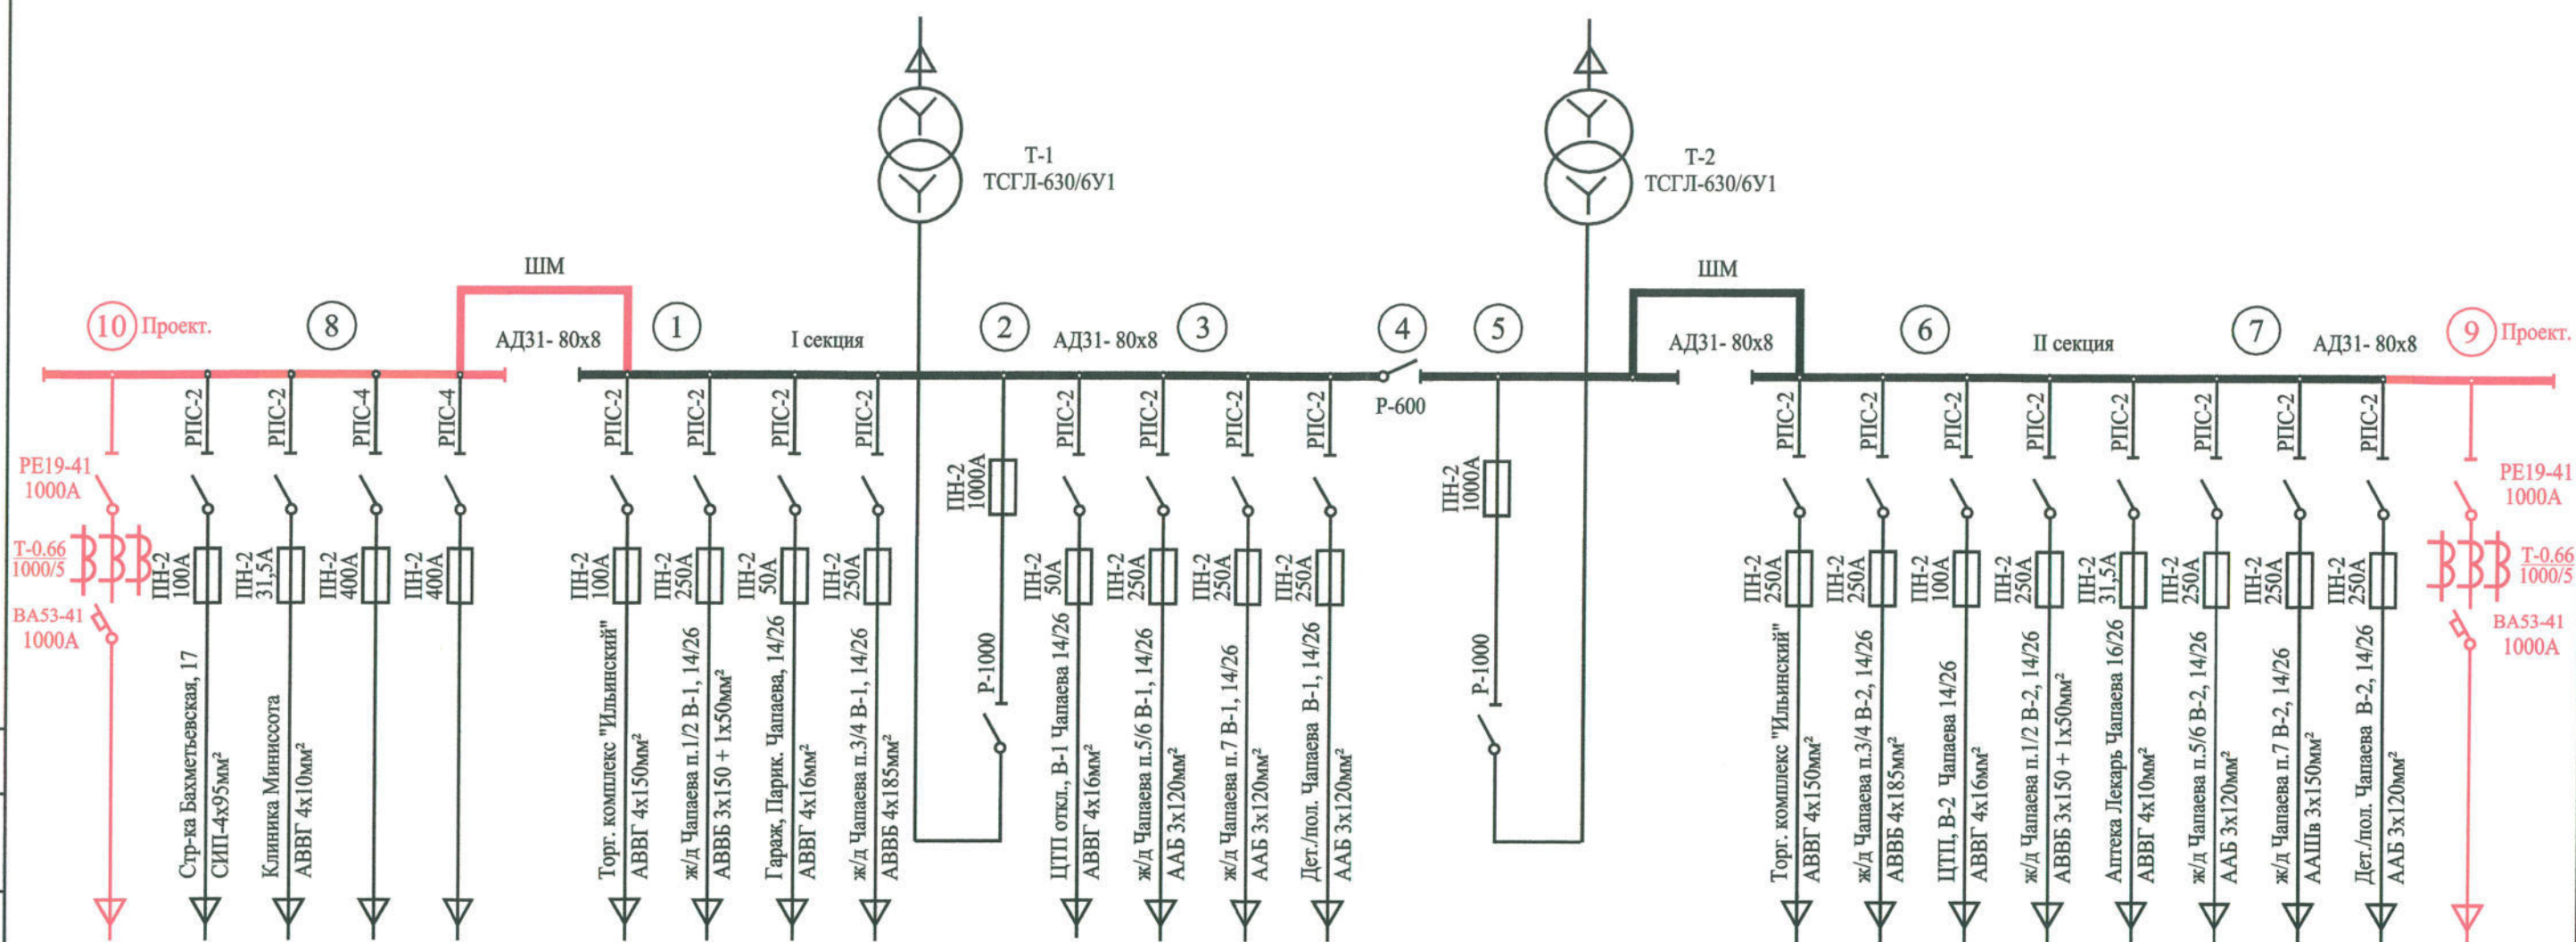 Т-1
ТСГЛ-630/6У1
Т-2
ТСГЛ-630/6У1
ШМ
ШМ
10 Проект.
8
АД31- 80x8
1
I секция
2
АД31- 80x8
3
4
5
АД31- 80x8
6
II секция
7
АД31- 80x8
9 Проект.
Р-600
РЕ19-41
1000А
Т-0.66
1000/5
ВА53-41
1000А
РПС-2
ПН-2
100А
Стр-ка Бахметьевская, 17
СИП-4х95мм²
РПС-2
ПН-2
31,5А
Клиника Миниссота
АВВГ 4х10мм²
РПС-4
ПН-2
400А
РПС-4
ПН-2
400А
РПС-2
ПН-2
100А
Торг. комплекс "Ильинский"
АВВГ 4х150мм²
РПС-2
ПН-2
250А
ж/д Чапаева п.1/2 В-1, 14/26
АВВБ 3х150 + 1х50мм²
РПС-2
ПН-2
50А
Гараж, Парик. Чапаева, 14/26
АВВГ 4х16мм²
РПС-2
ПН-2
250А
ж/д Чапаева п.3/4 В-1, 14/26
АВВБ 4х185мм²
ПН-2
1000А
Р-1000
РПС-2
ПН-2
50А
ЦТП откл., В-1 Чапаева 14/26
АВВГ 4х16мм²
РПС-2
ПН-2
250А
ж/д Чапаева п.5/6 В-1, 14/26
ААБ 3х120мм²
РПС-2
ПН-2
250А
ж/д Чапаева п.7 В-1, 14/26
ААБ 3х120мм²
РПС-2
ПН-2
250А
Дет./пол. Чапаева В-1, 14/26
ААБ 3х120мм²
ПН-2
1000А
Р-1000
РПС-2
ПН-2
250А
Торг. комплекс "Ильинский"
АВВГ 4х150мм²
РПС-2
ПН-2
250А
ж/д Чапаева п.3/4 В-2, 14/26
АВВБ 4х185мм²
РПС-2
ПН-2
100А
ЦТП, В-2 Чапаева 14/26
АВВГ 4х16мм²
РПС-2
ПН-2
250А
ж/д Чапаева п.1/2 В-2, 14/26
АВВБ 3х150 + 1х50мм²
РПС-2
ПН-2
31,5А
Аптека Лекарь Чапаева 16/26
АВВГ 4х10мм²
РПС-2
ПН-2
250А
ж/д Чапаева п.5/6 В-2, 14/26
ААБ 3х120мм²
РПС-2
ПН-2
250А
ж/д Чапаева п.7 В-2, 14/26
ААШв 3х150мм²
РПС-2
ПН-2
250А
Дет./пол. Чапаева В-2, 14/26
ААБ 3х120мм²
РЕ19-41
1000А
Т-0.66
1000/5
ВА53-41
1000А